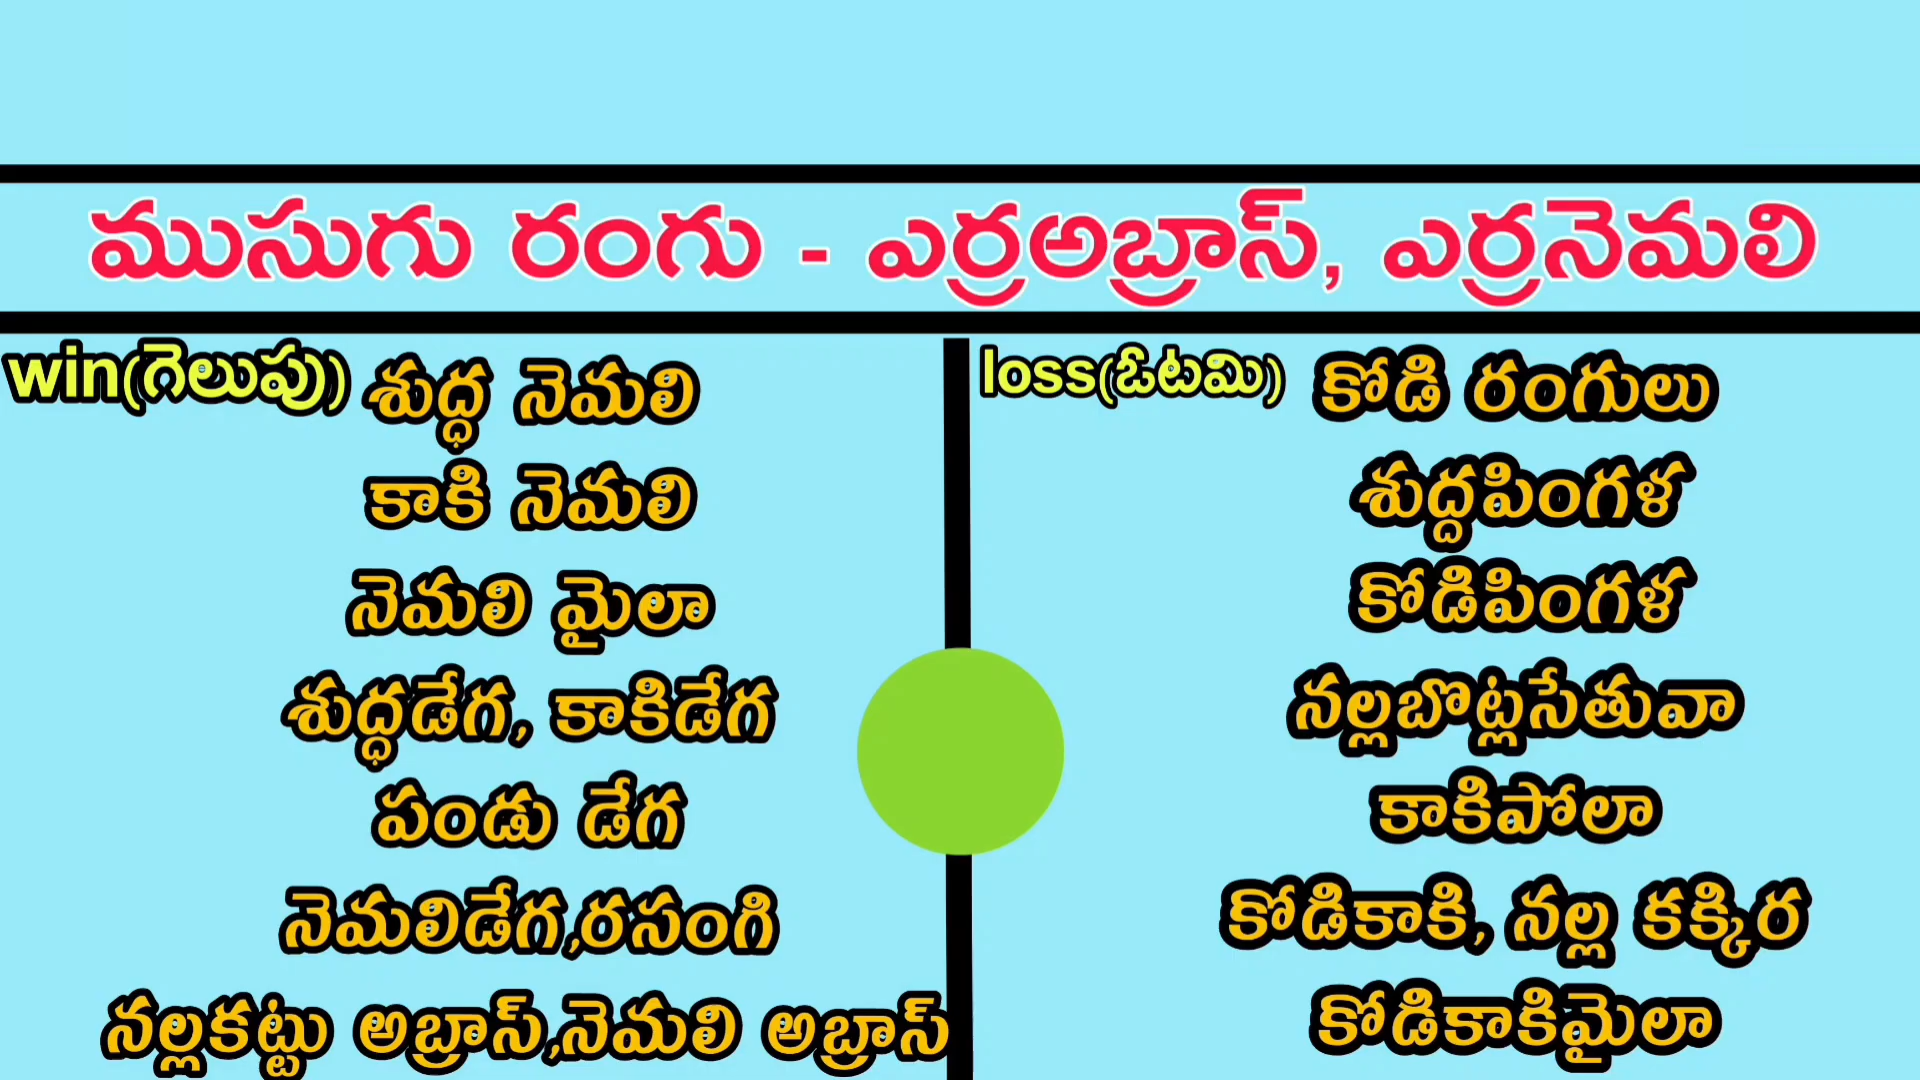 ముసుగు రంగు - ఎర్రఅబ్రాస్, ఎర్రనెమలి
win(గెలుపు) శుద్ధ నెమలి
కాకి నెమలి
నెమలి మైలా
శుద్ధడేగ, కాకిడేగ
పండు డేగ
నెమలిడేగ,రసంగి
నల్లకట్టు అబ్రాస్,నెమలి అబ్రాస్
loss(ఓటమి) కోడి రంగులు
శుద్దపింగళ
కోడిపింగళ
నల్లబొట్లసేతువా
కాకిపోలా
కోడికాకి, నల్ల కక్కిర
కోడికాకిమైలా